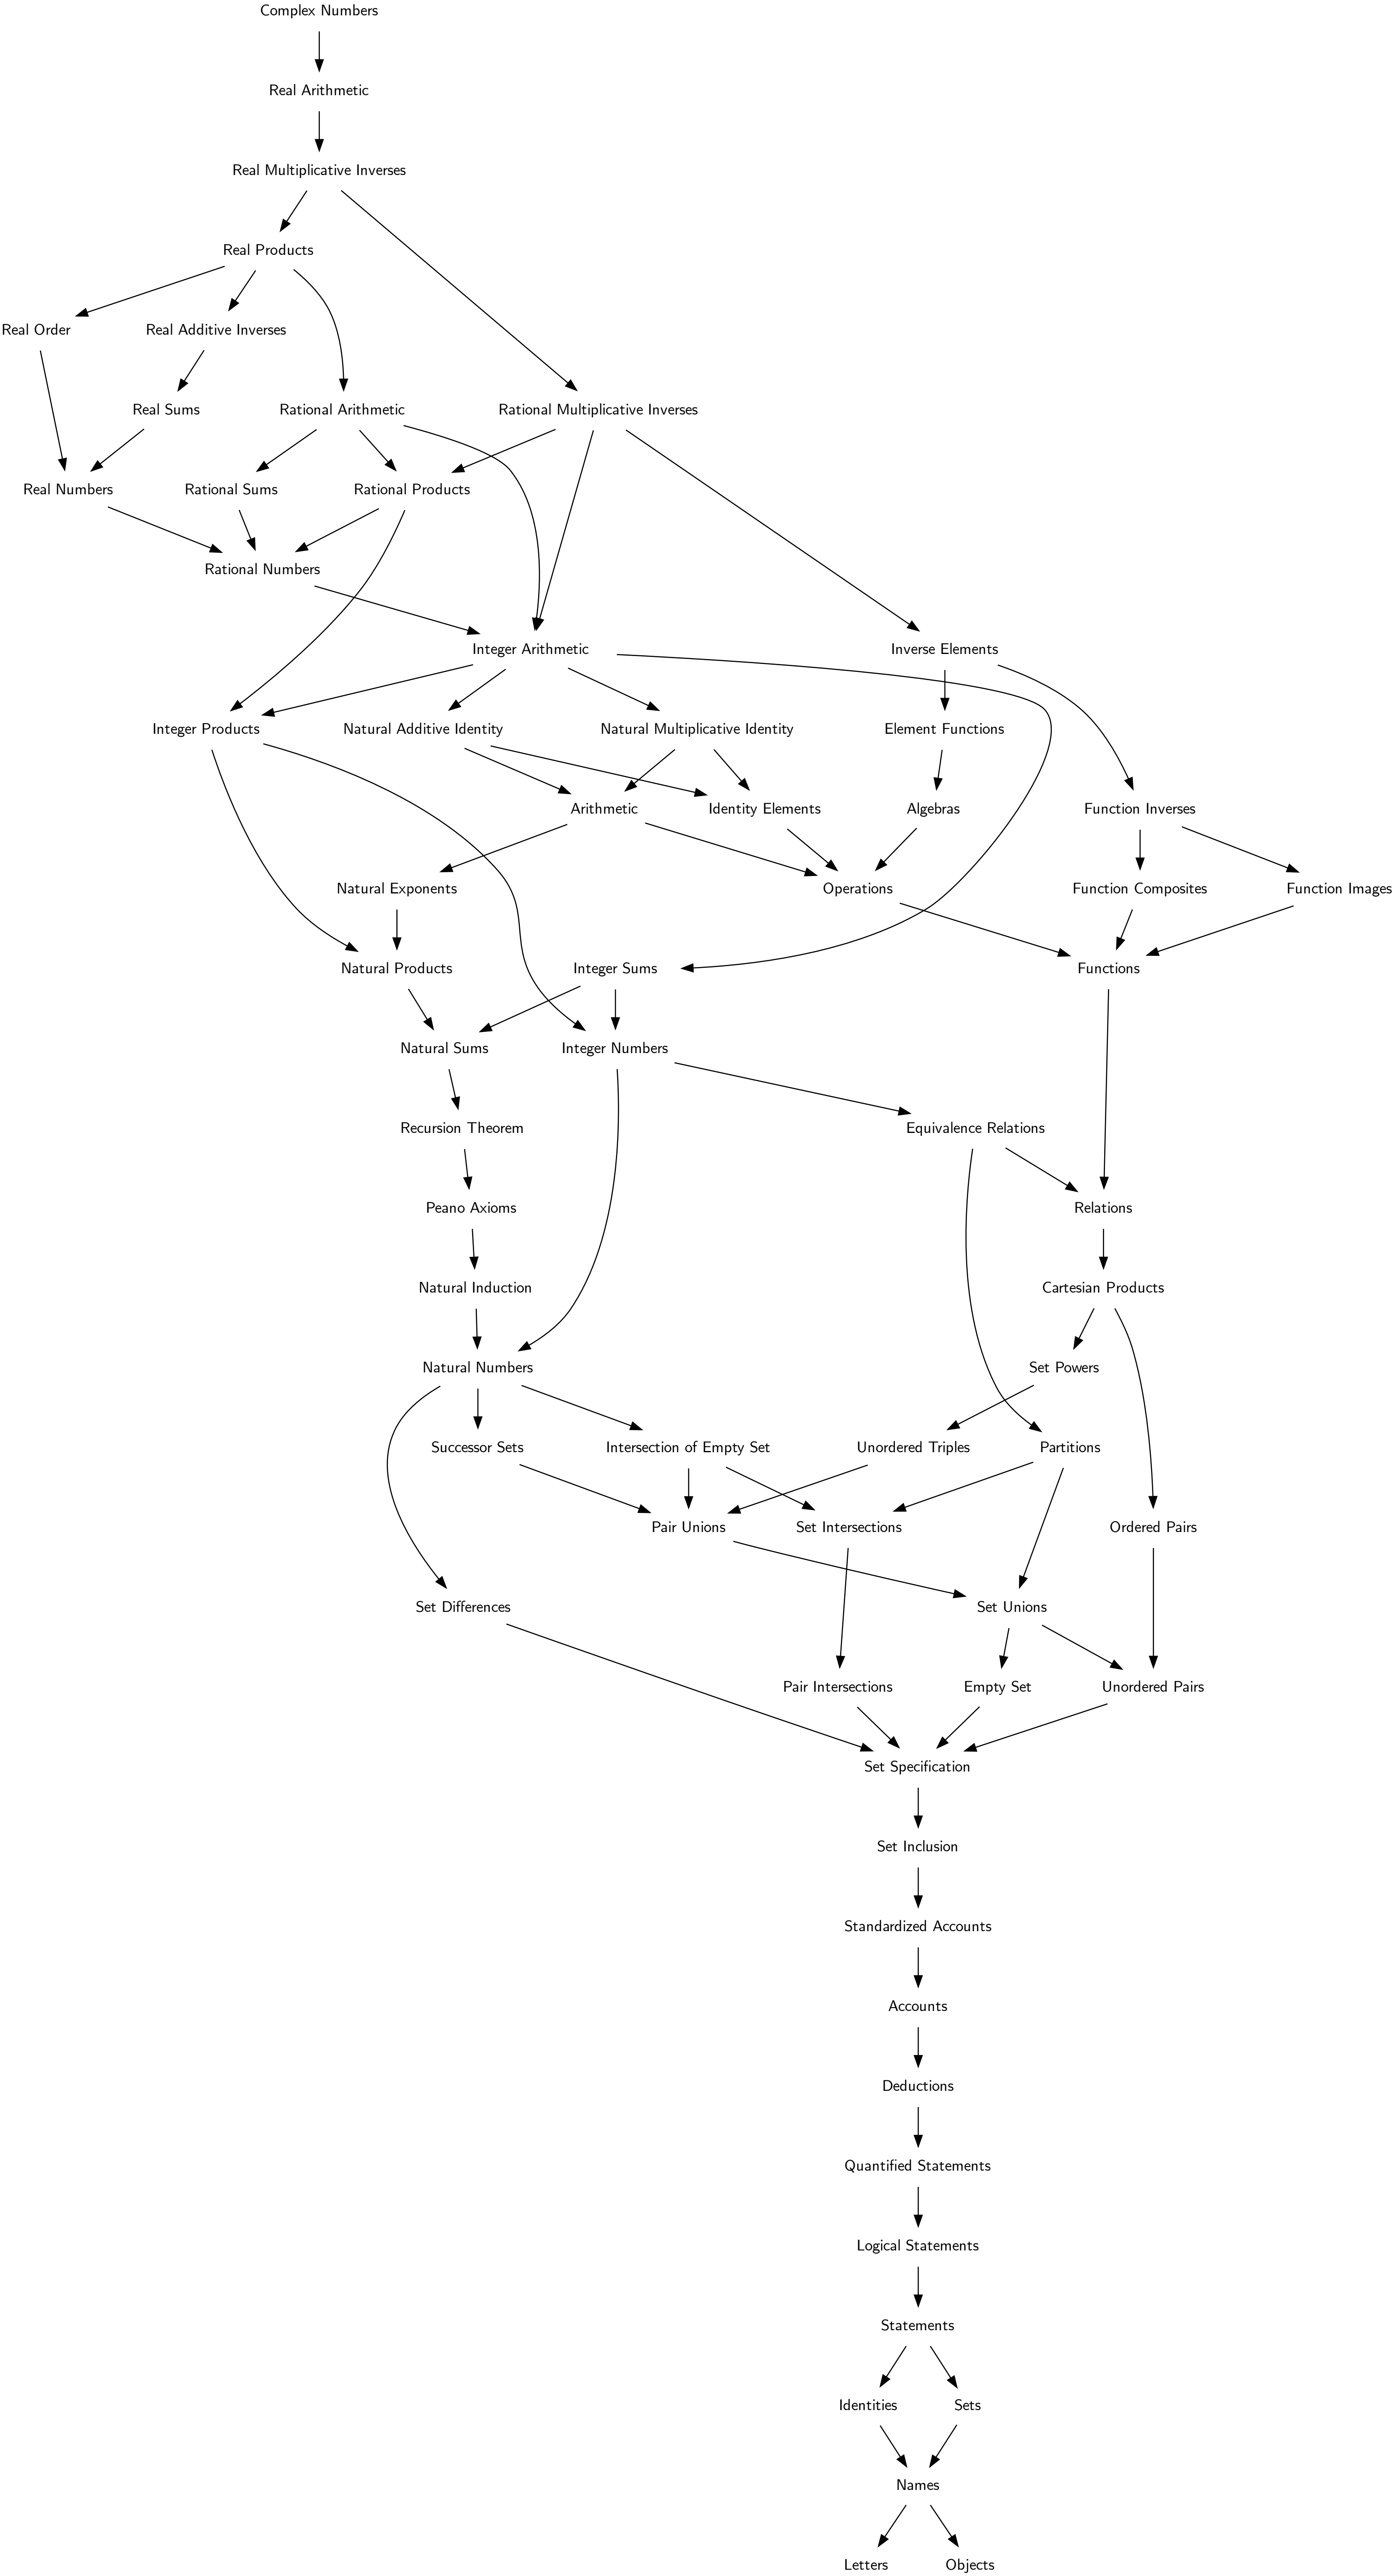 Complex Numbers
Real Arithmetic
Real Multiplicative Inverses
Real Products
Real Order
Real Additive Inverses
Real Sums
Rational Arithmetic
Rational Multiplicative Inverses
Real Numbers
Rational Sums
Rational Products
Rational Numbers
Integer Arithmetic
Inverse Elements
Integer Products
Natural Additive Identity
Natural Multiplicative Identity
Element Functions
Arithmetic
Identity Elements
Algebras
Function Inverses
Natural Exponents
Operations
Function Composites
Function Images
Natural Products
Integer Sums
Functions
Natural Sums
Integer Numbers
Recursion Theorem
Equivalence Relations
Peano Axioms
Relations
Natural Induction
Cartesian Products
Natural Numbers
Set Powers
Successor Sets
Intersection of Empty Set
Unordered Triples
Partitions
Pair Unions
Set Intersections
Ordered Pairs
Set Differences
Set Unions
Pair Intersections
Empty Set
Unordered Pairs
Set Specification
Set Inclusion
Standardized Accounts
Accounts
Deductions
Quantified Statements
Logical Statements
Statements
Identities
Sets
Names
Letters
Objects